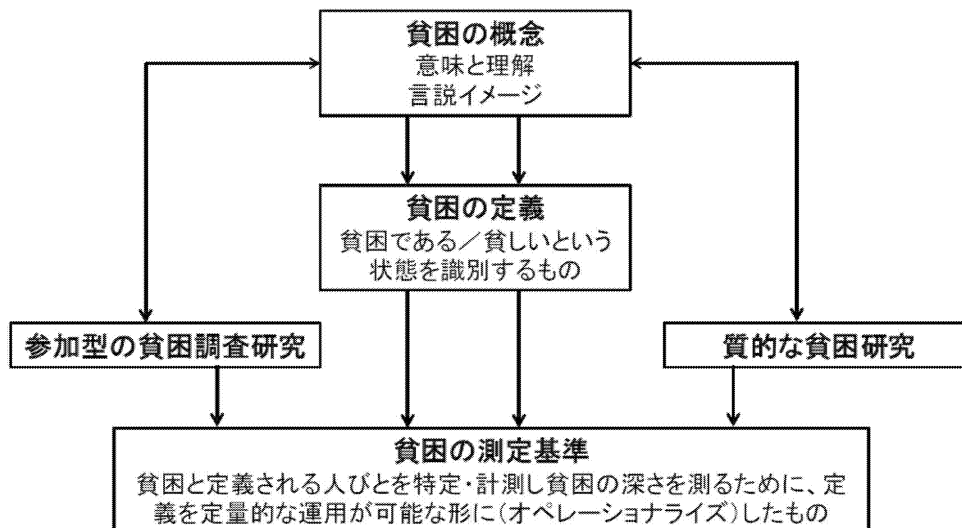 貧困の概念
意味と理解
言説イメージ
貧困の定義
貧困である／貧しいという
状態を識別するもの
参加型の貧困調査研究
質的な貧困研究
貧困の測定基準
貧困と定義される人びとを特定・計測し貧困の深さを測るために、定
義を定量的な運用が可能な形に（オペレーショナライズ）したもの